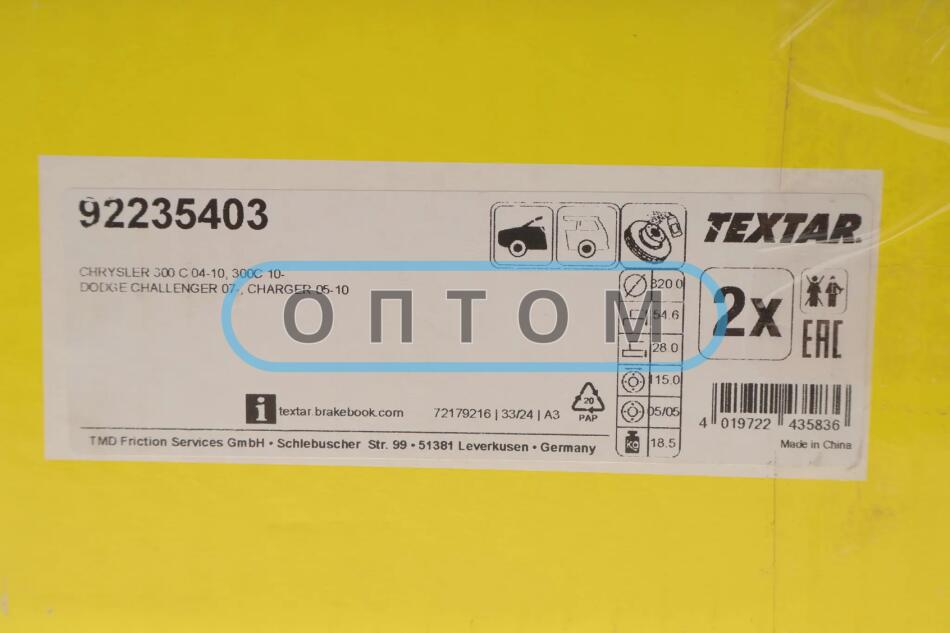 92235403
TEXTAR
CHRYSLER 300 C 04-10, 300C 10-
DODGE CHALLENGER 07-, CHARGER 05-10
320.0
54.6
28.0
115.0
05/05
KG 18.5
2x
EAC
ОПТОМ
textar.brakebook.com
72179216 | 33/24 | A3
20
PAP
4 019722 435836
Made in China
TMD Friction Services GmbH • Schlebuscher Str. 99 • 51381 Leverkusen • Germany